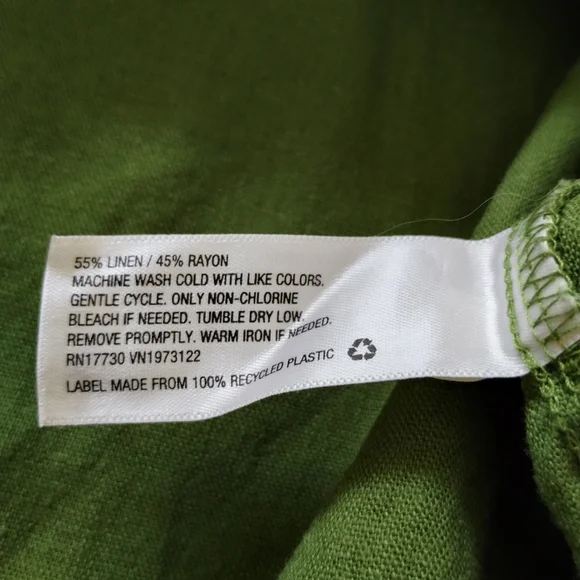 55% LINEN / 45% RAYON
MACHINE WASH COLD WITH LIKE COLORS.
GENTLE CYCLE. ONLY NON-CHLORINE
BLEACH IF NEEDED. TUMBLE DRY LOW.
REMOVE PROMPTLY. WARM IRON IF NEEDED.
RN17730 VN1973122
LABEL MADE FROM 100% RECYCLED PLASTIC